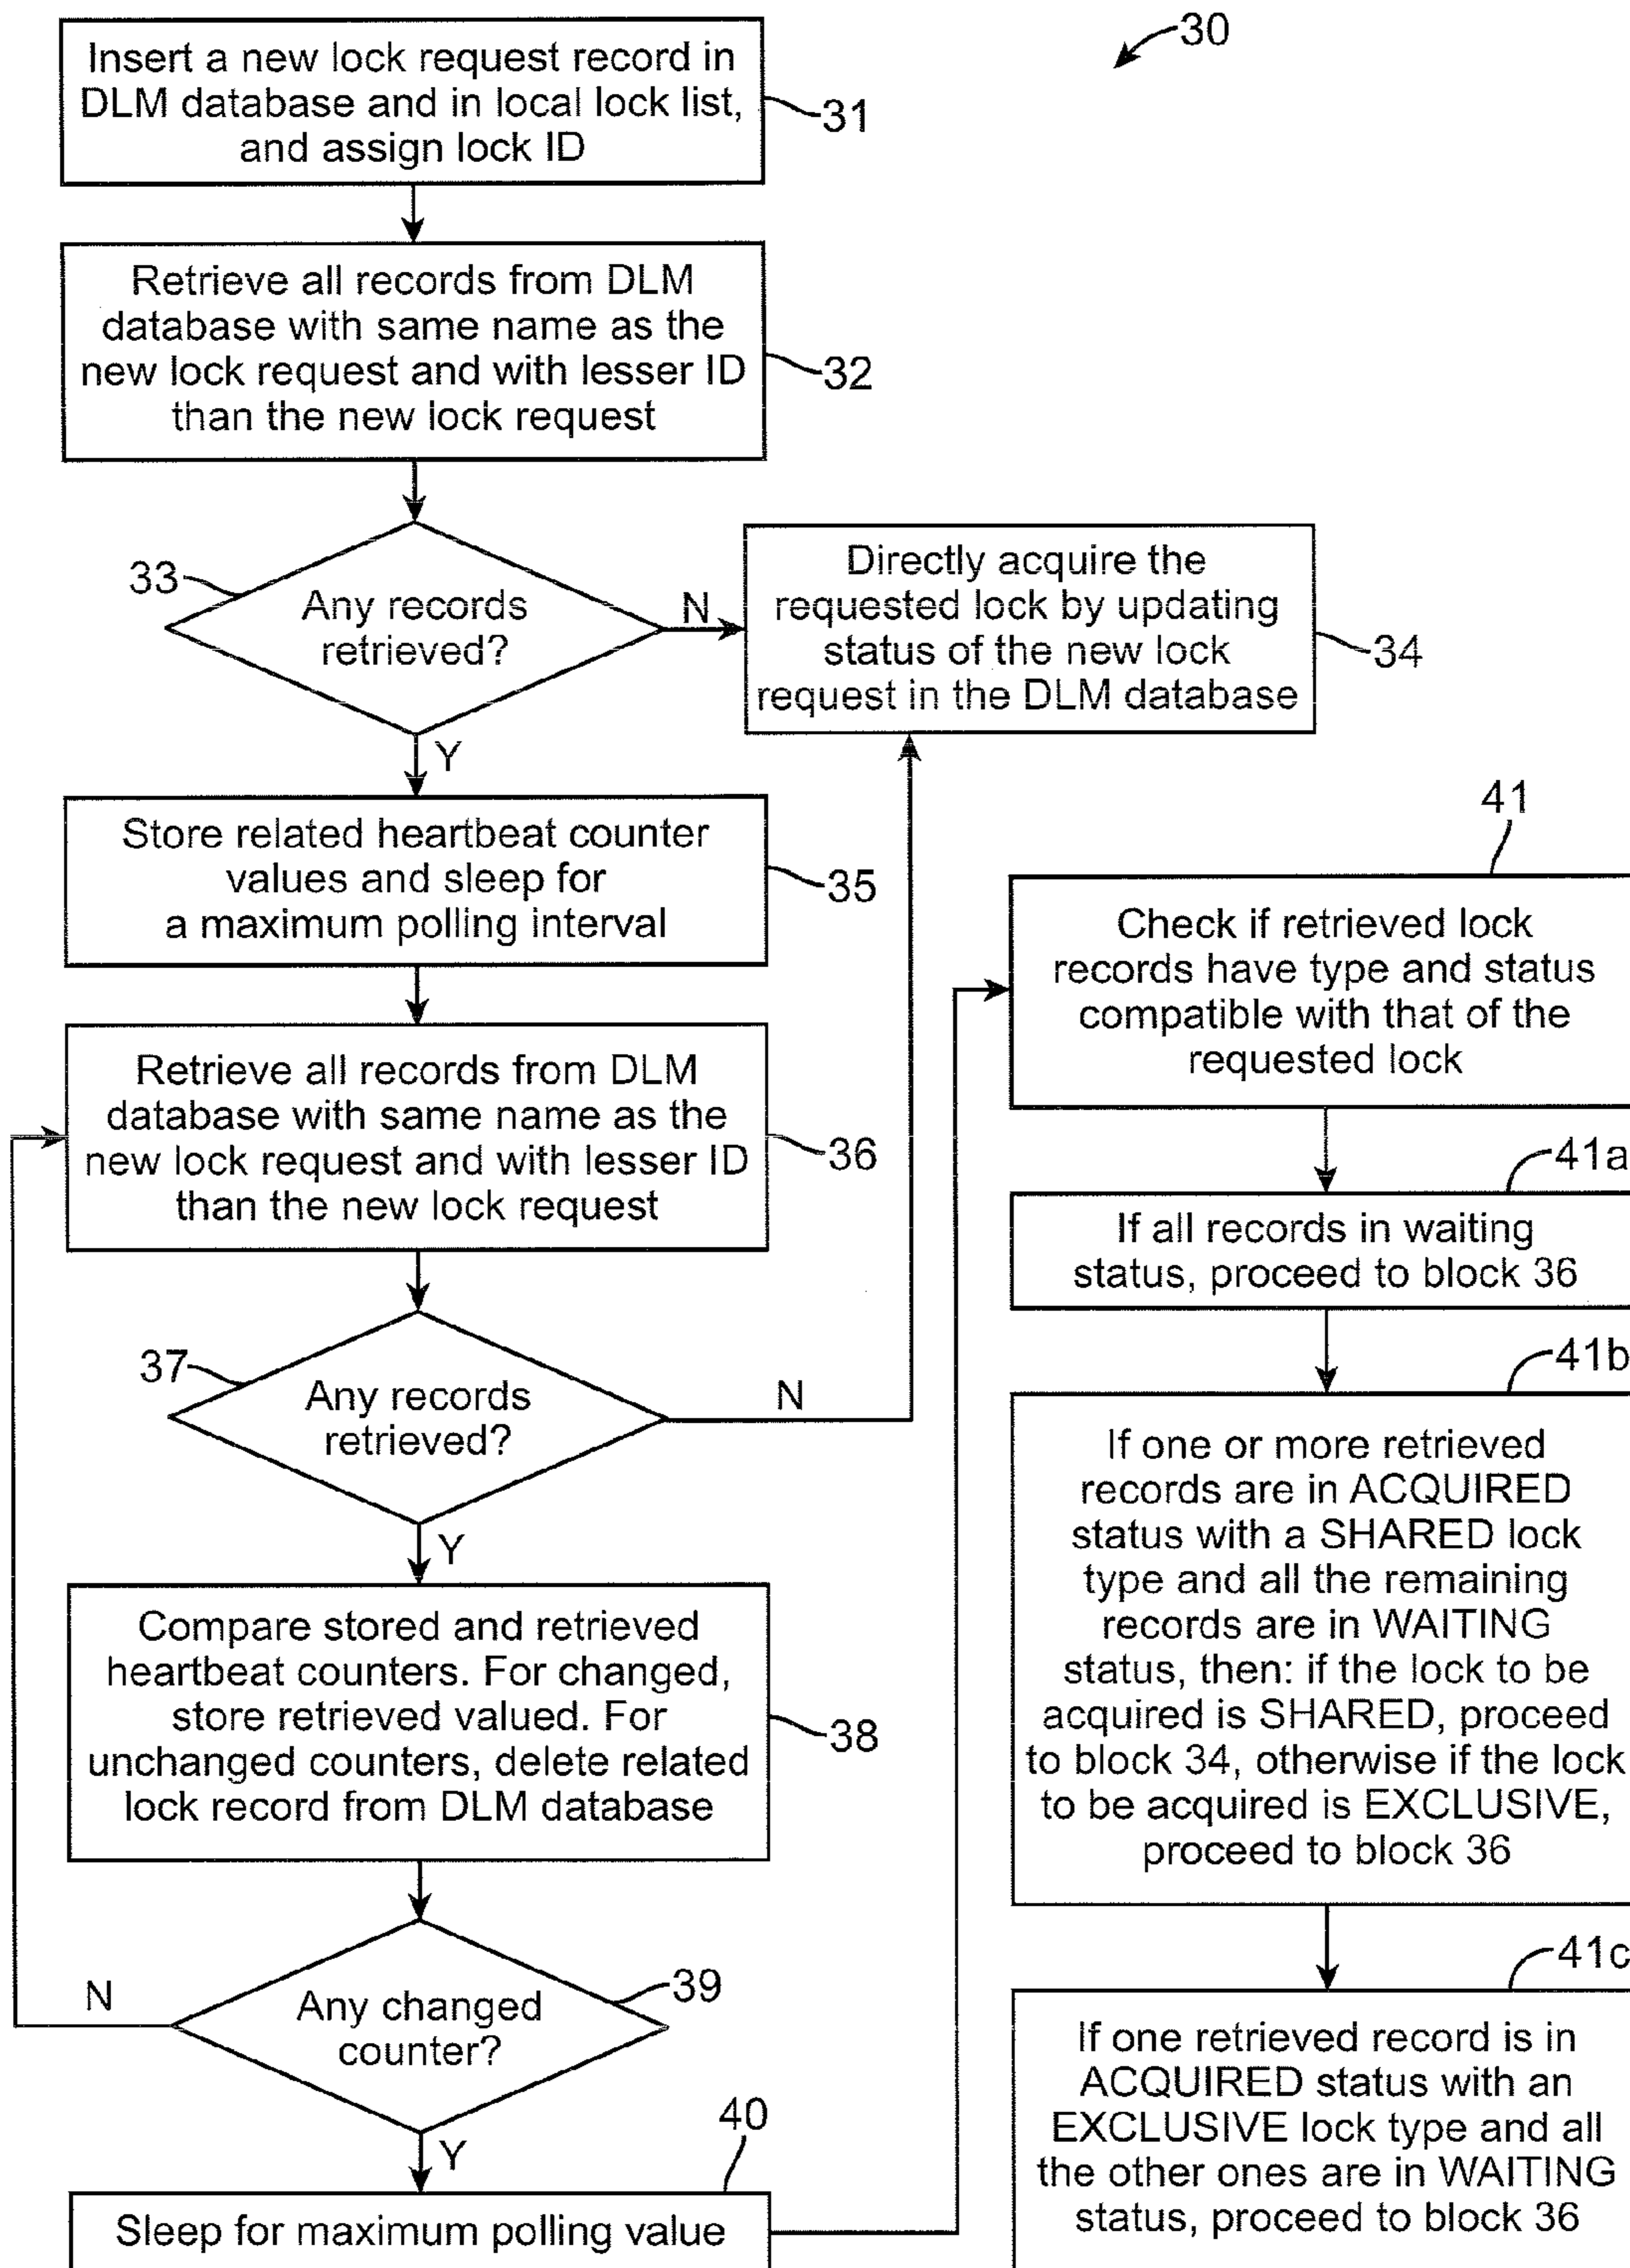 30
Insert a new lock request record in
DLM database and in local lock list,
and assign lock ID
31
Retrieve all records from DLM
database with same name as the
new lock request and with lesser ID
than the new lock request
32
33
Any records
retrieved?
N
Y
Directly acquire the
requested lock by updating
status of the new lock
request in the DLM database
34
Store related heartbeat counter
values and sleep for
a maximum polling interval
35
Retrieve all records from DLM
database with same name as the
new lock request and with lesser ID
than the new lock request
36
37
Any records
retrieved?
N
Y
Compare stored and retrieved
heartbeat counters. For changed,
store retrieved valued. For
unchanged counters, delete related
lock record from DLM database
38
N
Any changed
counter?
39
Y
40
Sleep for maximum polling value
41
Check if retrieved lock
records have type and status
compatible with that of the
requested lock
41a
If all records in waiting
status, proceed to block 36
41b
If one or more retrieved
records are in ACQUIRED
status with a SHARED lock
type and all the remaining
records are in WAITING
status, then: if the lock to be
acquired is SHARED, proceed
to block 34, otherwise if the lock
to be acquired is EXCLUSIVE,
proceed to block 36
41c
If one retrieved record is in
ACQUIRED status with an
EXCLUSIVE lock type and all
the other ones are in WAITING
status, proceed to block 36